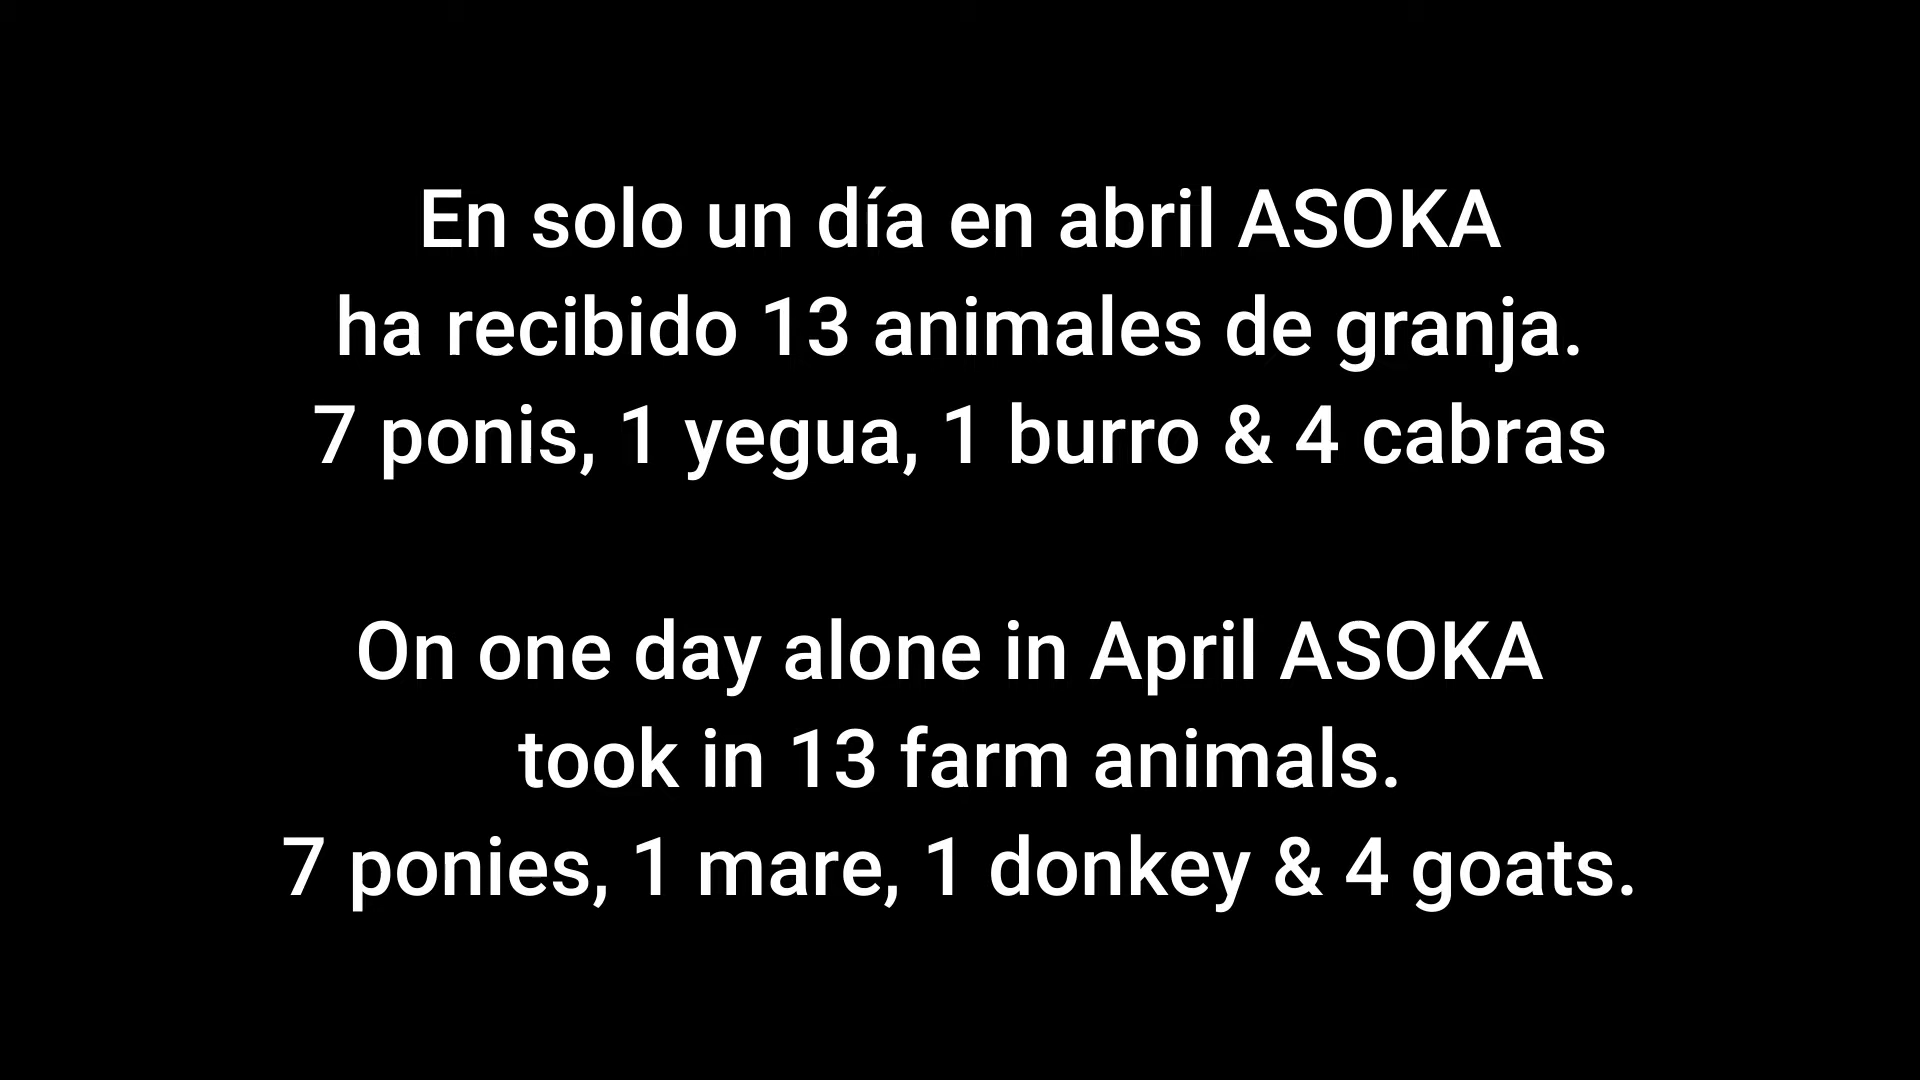 En solo un día en abril ASOKA
ha recibido 13 animales de granja.
7 ponis, 1 yegua, 1 burro & 4 cabras
On one day alone in April ASOKA
took in 13 farm animals.
7 ponies, 1 mare, 1 donkey & 4 goats.